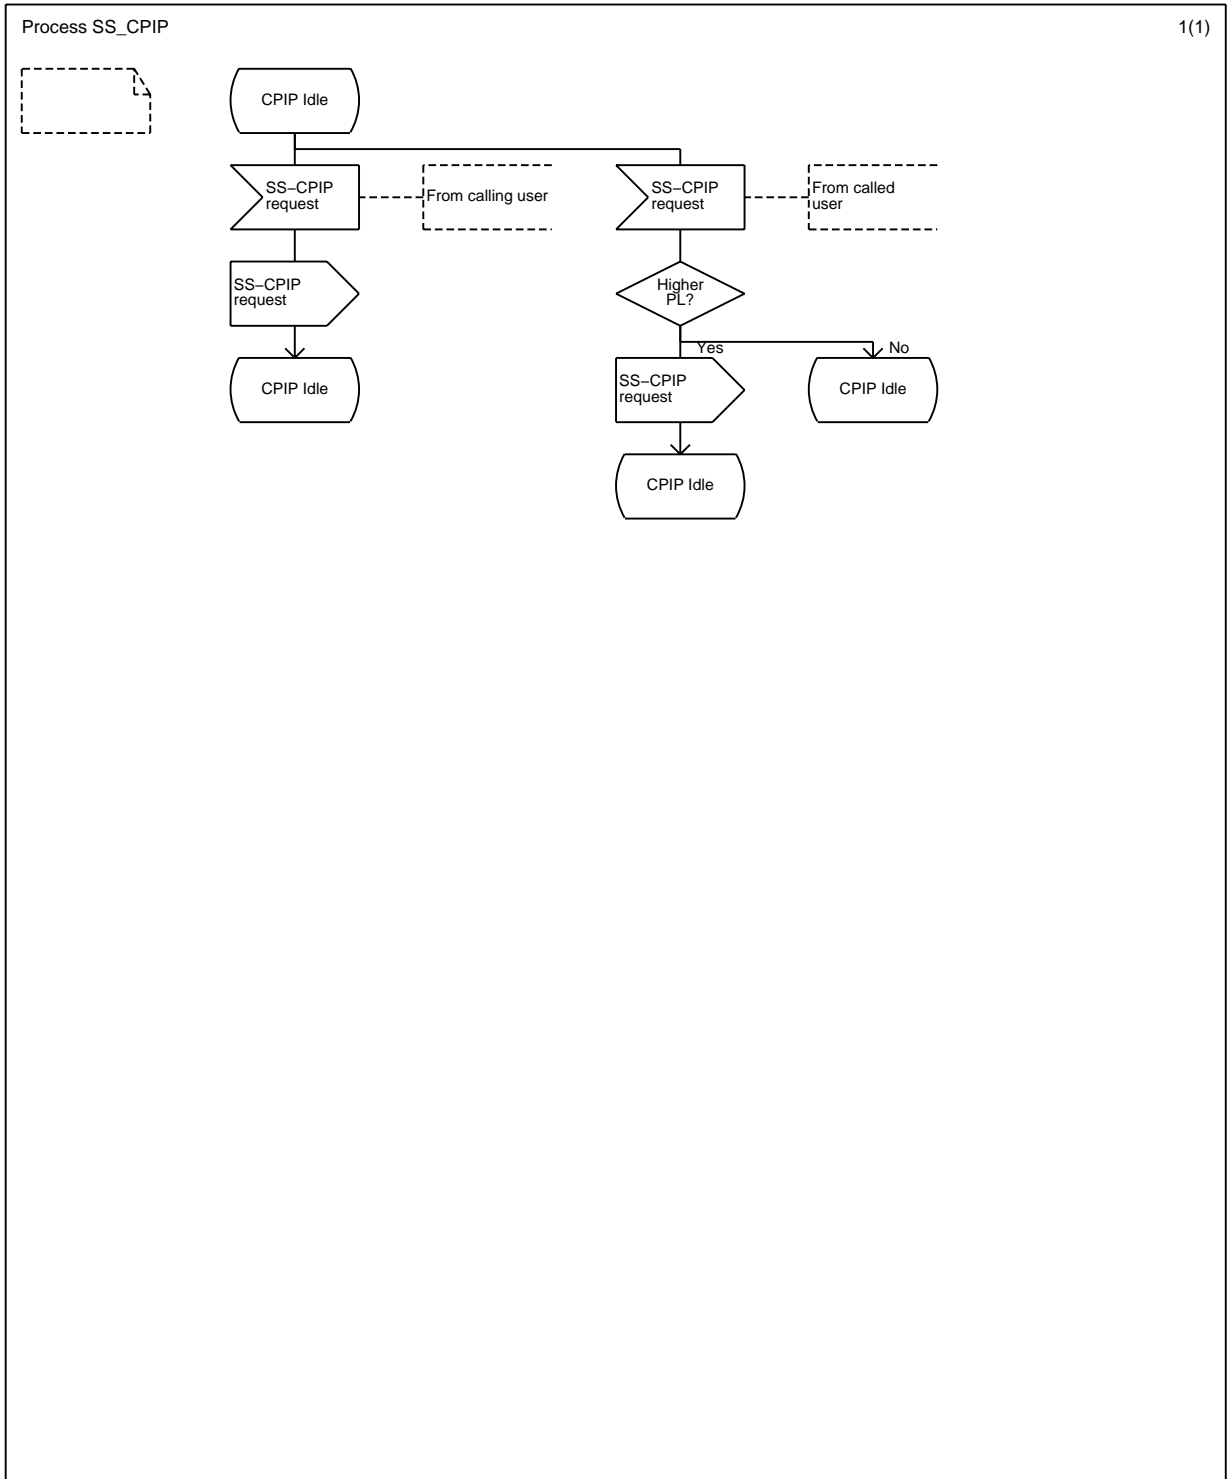 Process SS_CPIP
1(1)
CPIP Idle
SS–CPIP
request
From calling user
SS–CPIP
request
From called
user
SS–CPIP
request
Higher
PL?
Yes
No
CPIP Idle
SS–CPIP
request
CPIP Idle
CPIP Idle